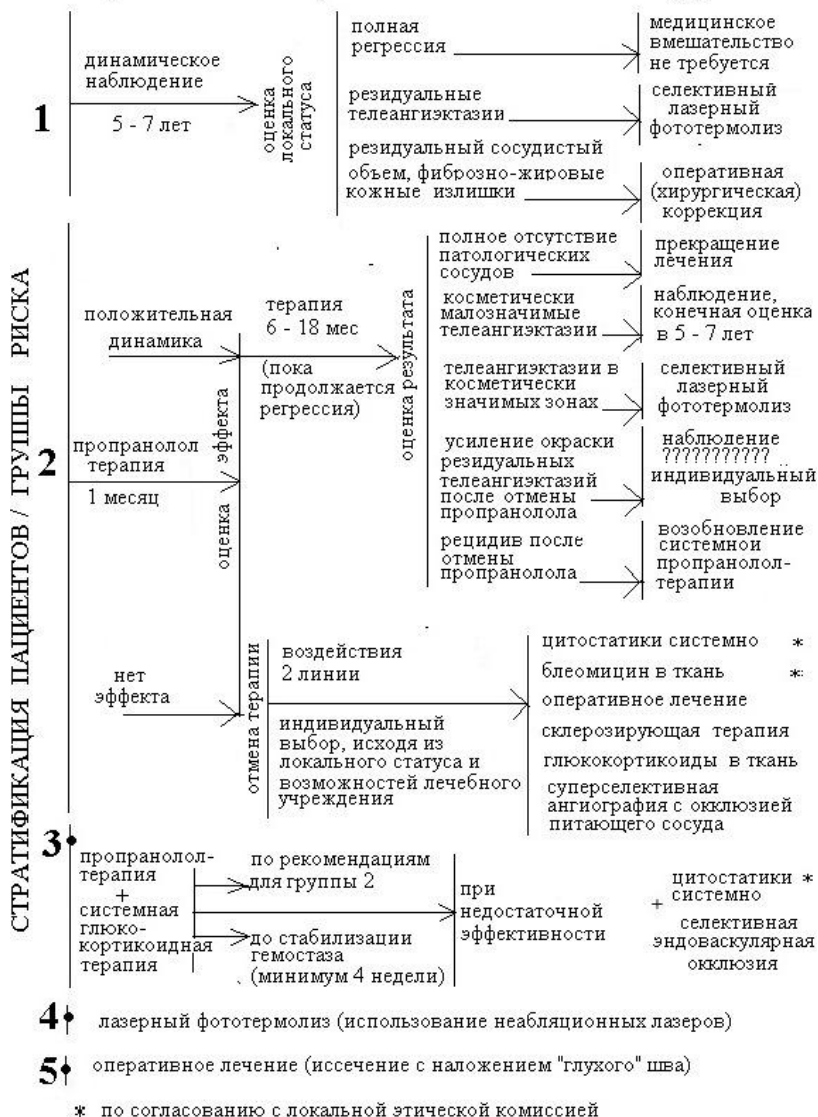 СТРАТИФИКАЦИЯ ПАЦИЕНТОВ / ГРУППЫ РИСКА
1
динамическое
наблюдение
5 - 7 лет
оценка
локального
статуса
полная
регрессия
медицинское
вмешательство
не требуется
резидуальные
телеангиэктазии
селективный
лазерный
фототермолиз
резидуальный сосудистый
объем, фиброзно-жировые
кожные излишки
оперативная
(хирургическая)
коррекция
2
пропранолол
терапия
1 месяц
оценка эффекта
положительная
динамика
терапия
6 - 18 мес
(пока
продолжается
регрессия)
оценка результата
полное отсутствие
патологических
сосудов
прекращение
лечения
косметически
малозначимые
телеангиэктазии
наблюдение,
конечная оценка
в 5 - 7 лет
телеангиэктазии в
косметически
значимых зонах
селективный
лазерный
фототермолиз
усиление окраски
резидуальных
телеангиэктазий
после отмены
пропранолола
наблюдение
???????????
индивидуальный
выбор
рецидив после
отмены
пропранолола
возобновление
системнои
пропранолол-
терапии
нет
эффекта
отмена терапии
воздействия
2 линии
индивидуальный
выбор, исходя из
локального статуса и
возможностей лечебного
учреждения
цитостатики системно *
блеомицин в ткань *
оперативное лечение
склерозирующая терапия
глюкокортикоиды в ткань
суперселективная
ангиография с окклюзией
питающего сосуда
3
пропранолол-
терапия
+
системная
глюко-
кортикоидная
терапия
по рекомендациям
для группы 2
до стабилизации
гемостаза
(минимум 4 недели)
при
недостаточной
эффективности
+
цитостатики *
системно
селективная
эндоваскулярная
окклюзия
4 лазерный фототермолиз (использование неабляционных лазеров)
5 оперативное лечение (иссечение с наложением "глухого" шва)
* по согласованию с локальной этической комиссией